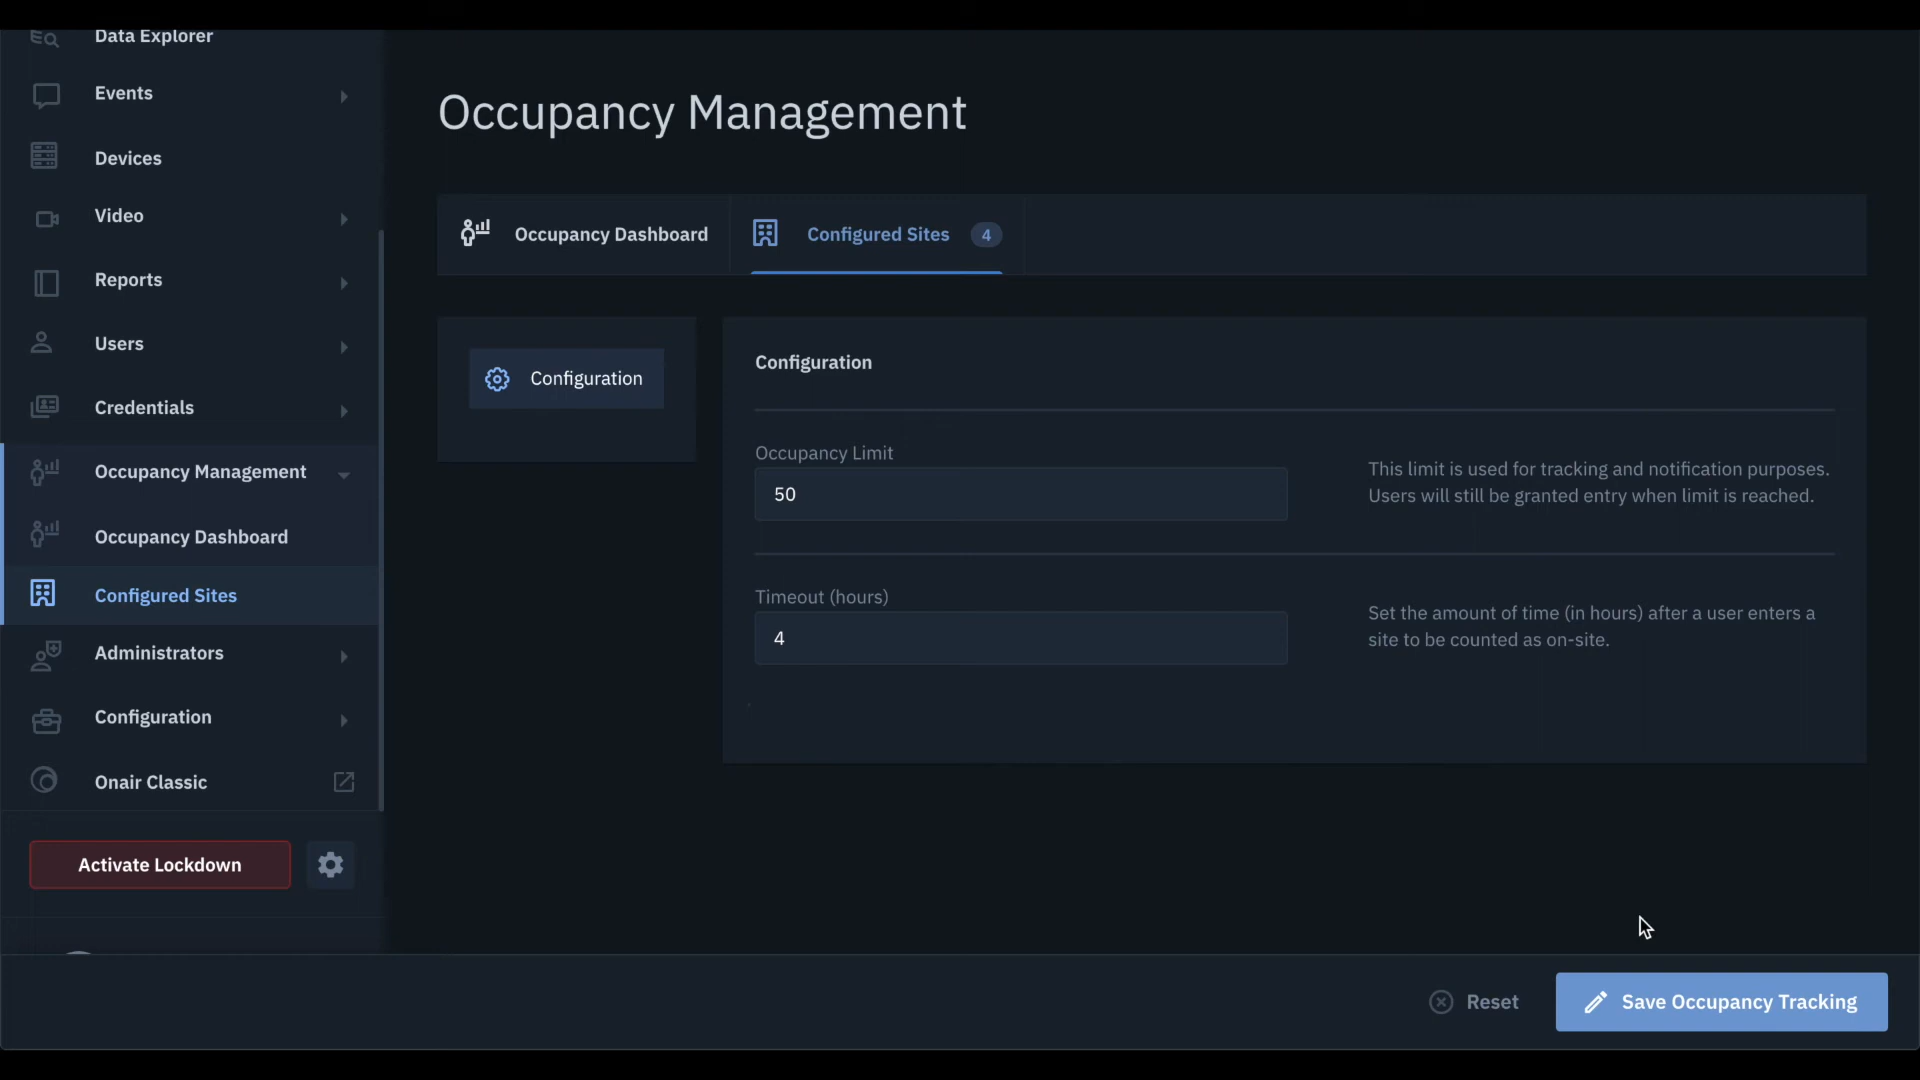 Data Explorer
Events
Devices
Video
Reports
Users
Credentials
Occupancy Management
Occupancy Dashboard
Configured Sites
Administrators
Configuration
Onair Classic
Activate Lockdown
Occupancy Management
Occupancy Dashboard
Configured Sites 4
Configuration
Configuration
Occupancy Limit
50
This limit is used for tracking and notification purposes.
Users will still be granted entry when limit is reached.
Timeout (hours)
4
Set the amount of time (in hours) after a user enters a
site to be counted as on-site.
Reset
Save Occupancy Tracking